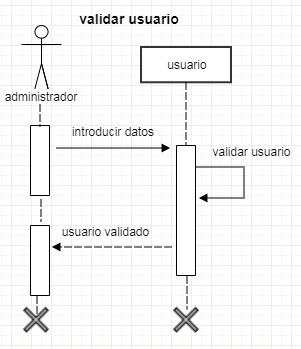 validar usuario
usuario
administrador
introducir datos
validar usuario
usuario validado